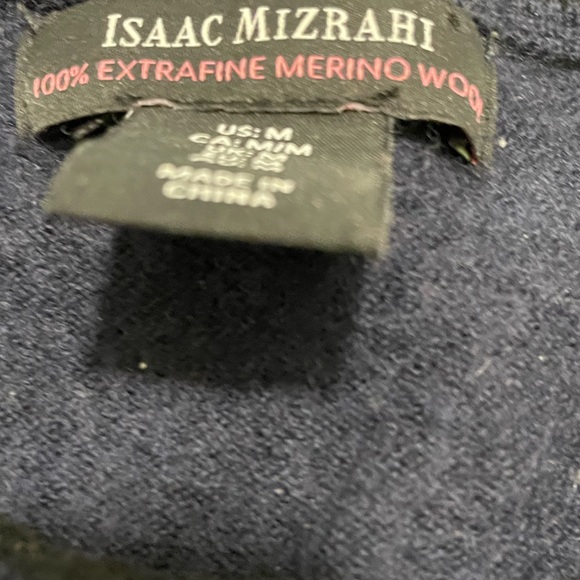 ISAAC MIZRAHI
100% EXTRAFINE MERINO WOOL
US: M
CA: M/M
MADE IN
CHINA